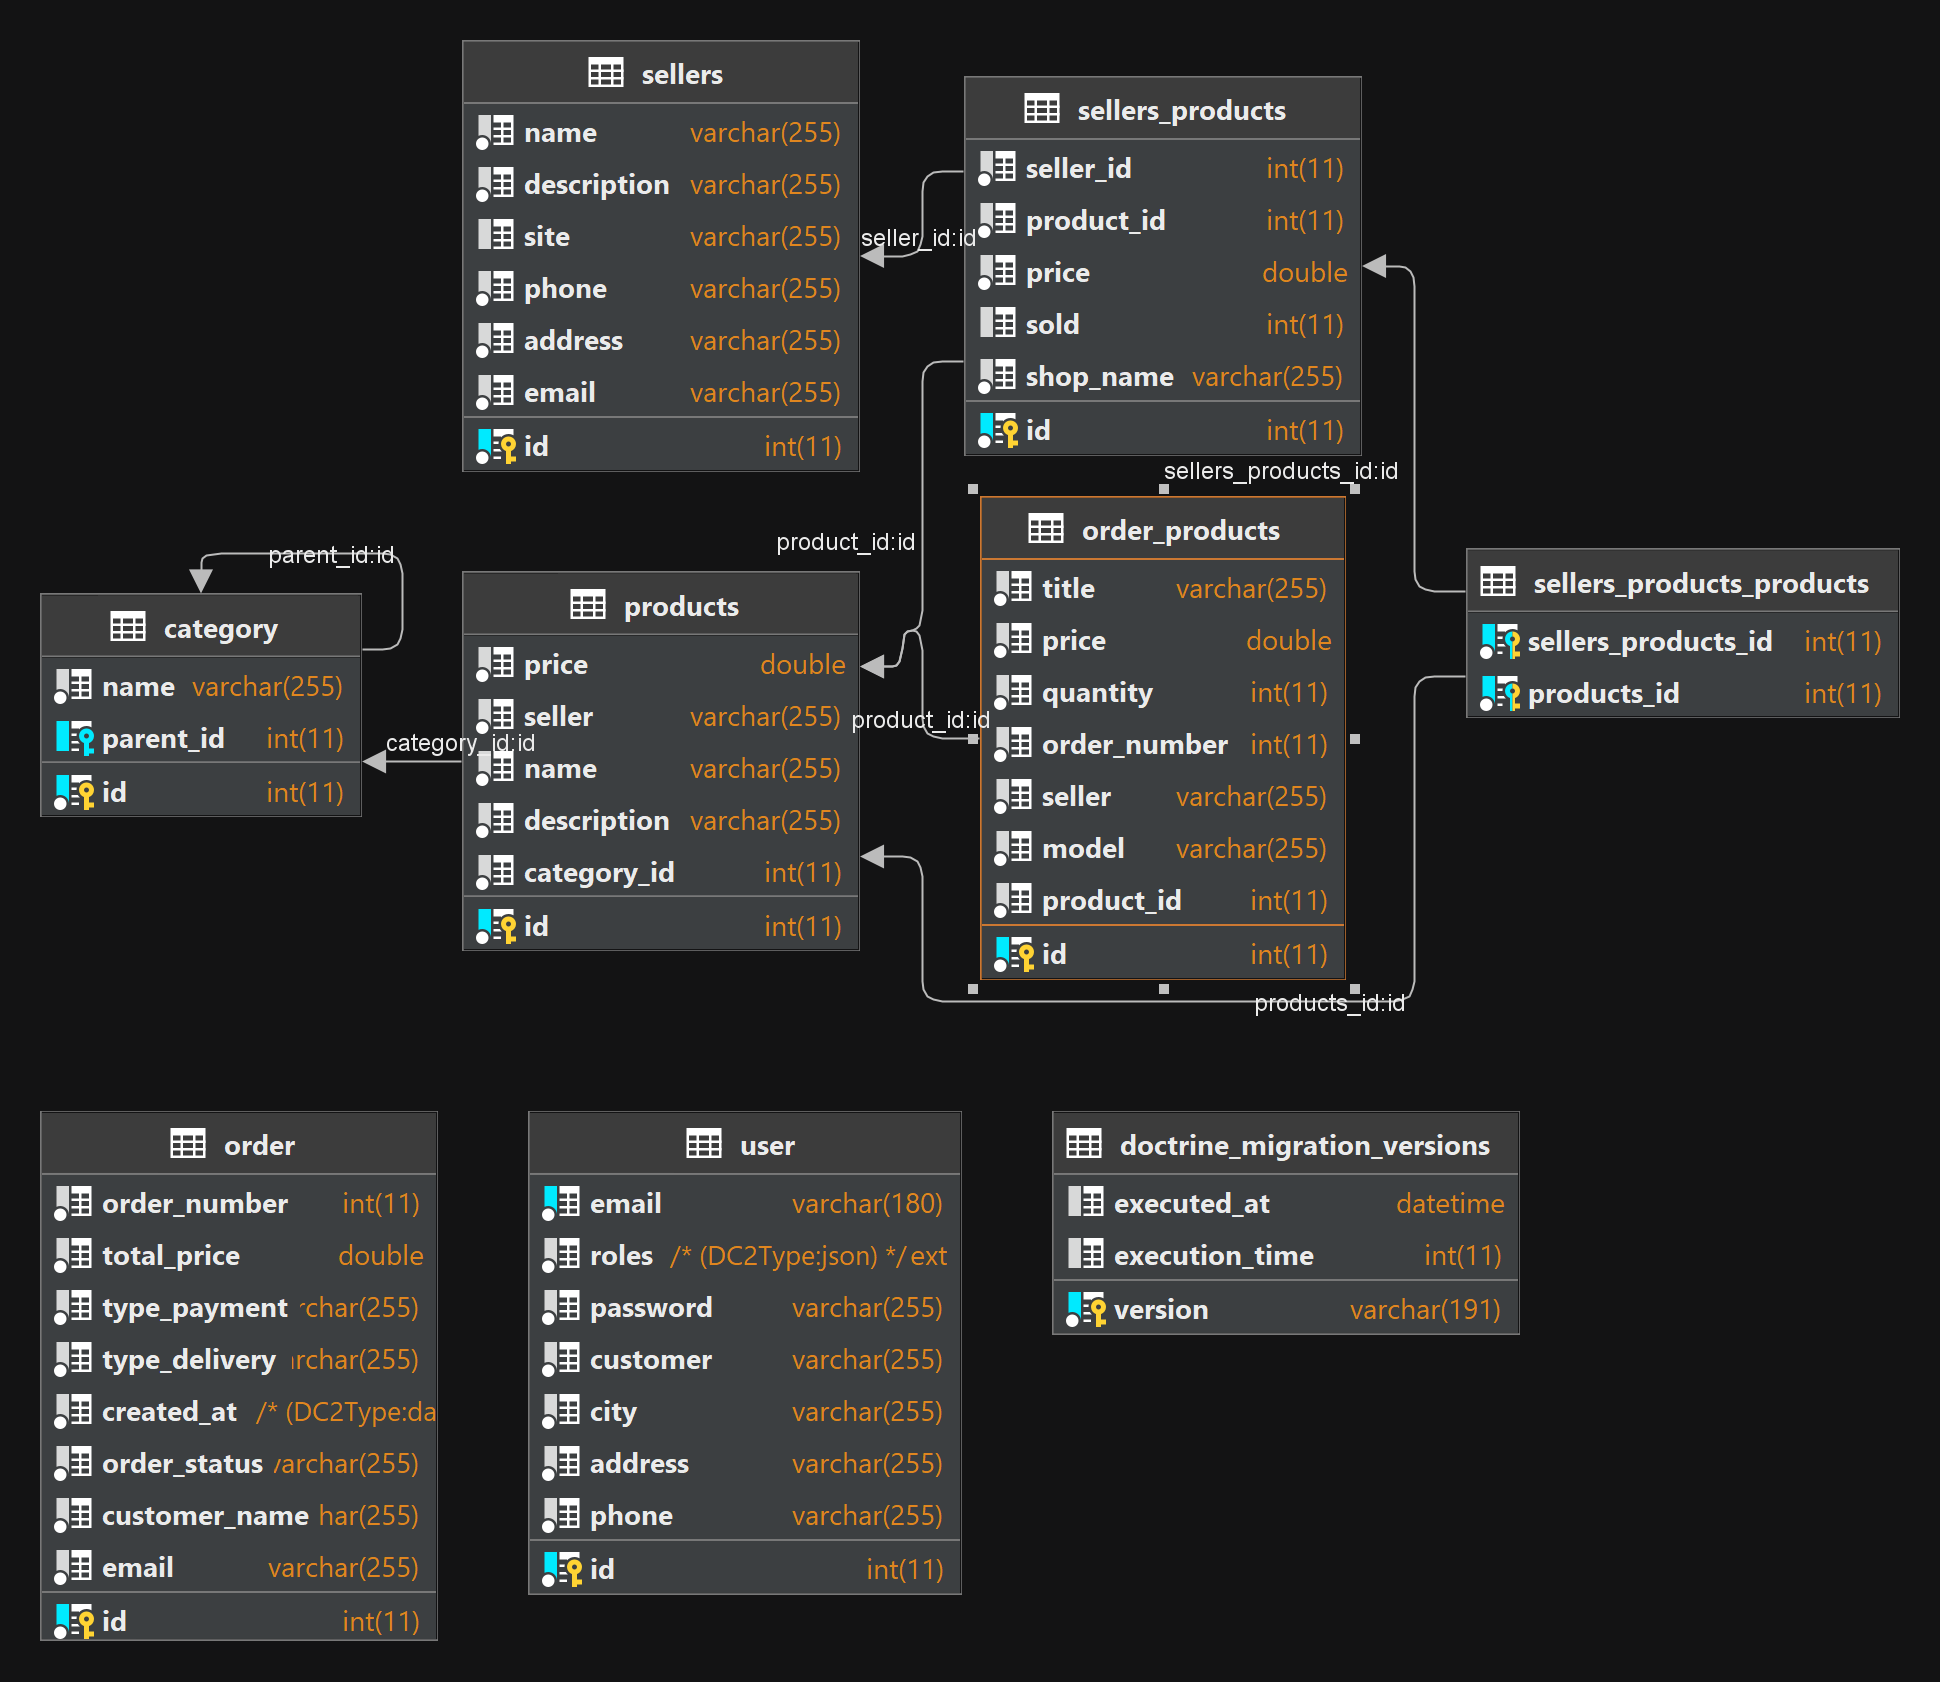 sellers
name varchar(255)
description varchar(255)
site varchar(255)
phone varchar(255)
address varchar(255)
email varchar(255)
id int(11)
seller_id:id
sellers_products
seller_id int(11)
product_id int(11)
price double
sold int(11)
shop_name varchar(255)
id int(11)
sellers_products_id:id
parent_id:id
category
name varchar(255)
parent_id int(11)
id int(11)
category_id:id
product_id:id
products
price double
seller varchar(255)
name varchar(255)
description varchar(255)
category_id int(11)
id int(11)
product_id:id
order_products
title varchar(255)
price double
quantity int(11)
order_number int(11)
seller varchar(255)
model varchar(255)
product_id int(11)
id int(11)
products_id:id
sellers_products_products
sellers_products_id int(11)
products_id int(11)
order
order_number int(11)
total_price double
type_payment rchar(255)
type_delivery rchar(255)
created_at /* (DC2Type:da
order_status varchar(255)
customer_name har(255)
email varchar(255)
id int(11)
user
email varchar(180)
roles /* (DC2Type:json) */ ext
password varchar(255)
customer varchar(255)
city varchar(255)
address varchar(255)
phone varchar(255)
id int(11)
doctrine_migration_versions
executed_at datetime
execution_time int(11)
version varchar(191)